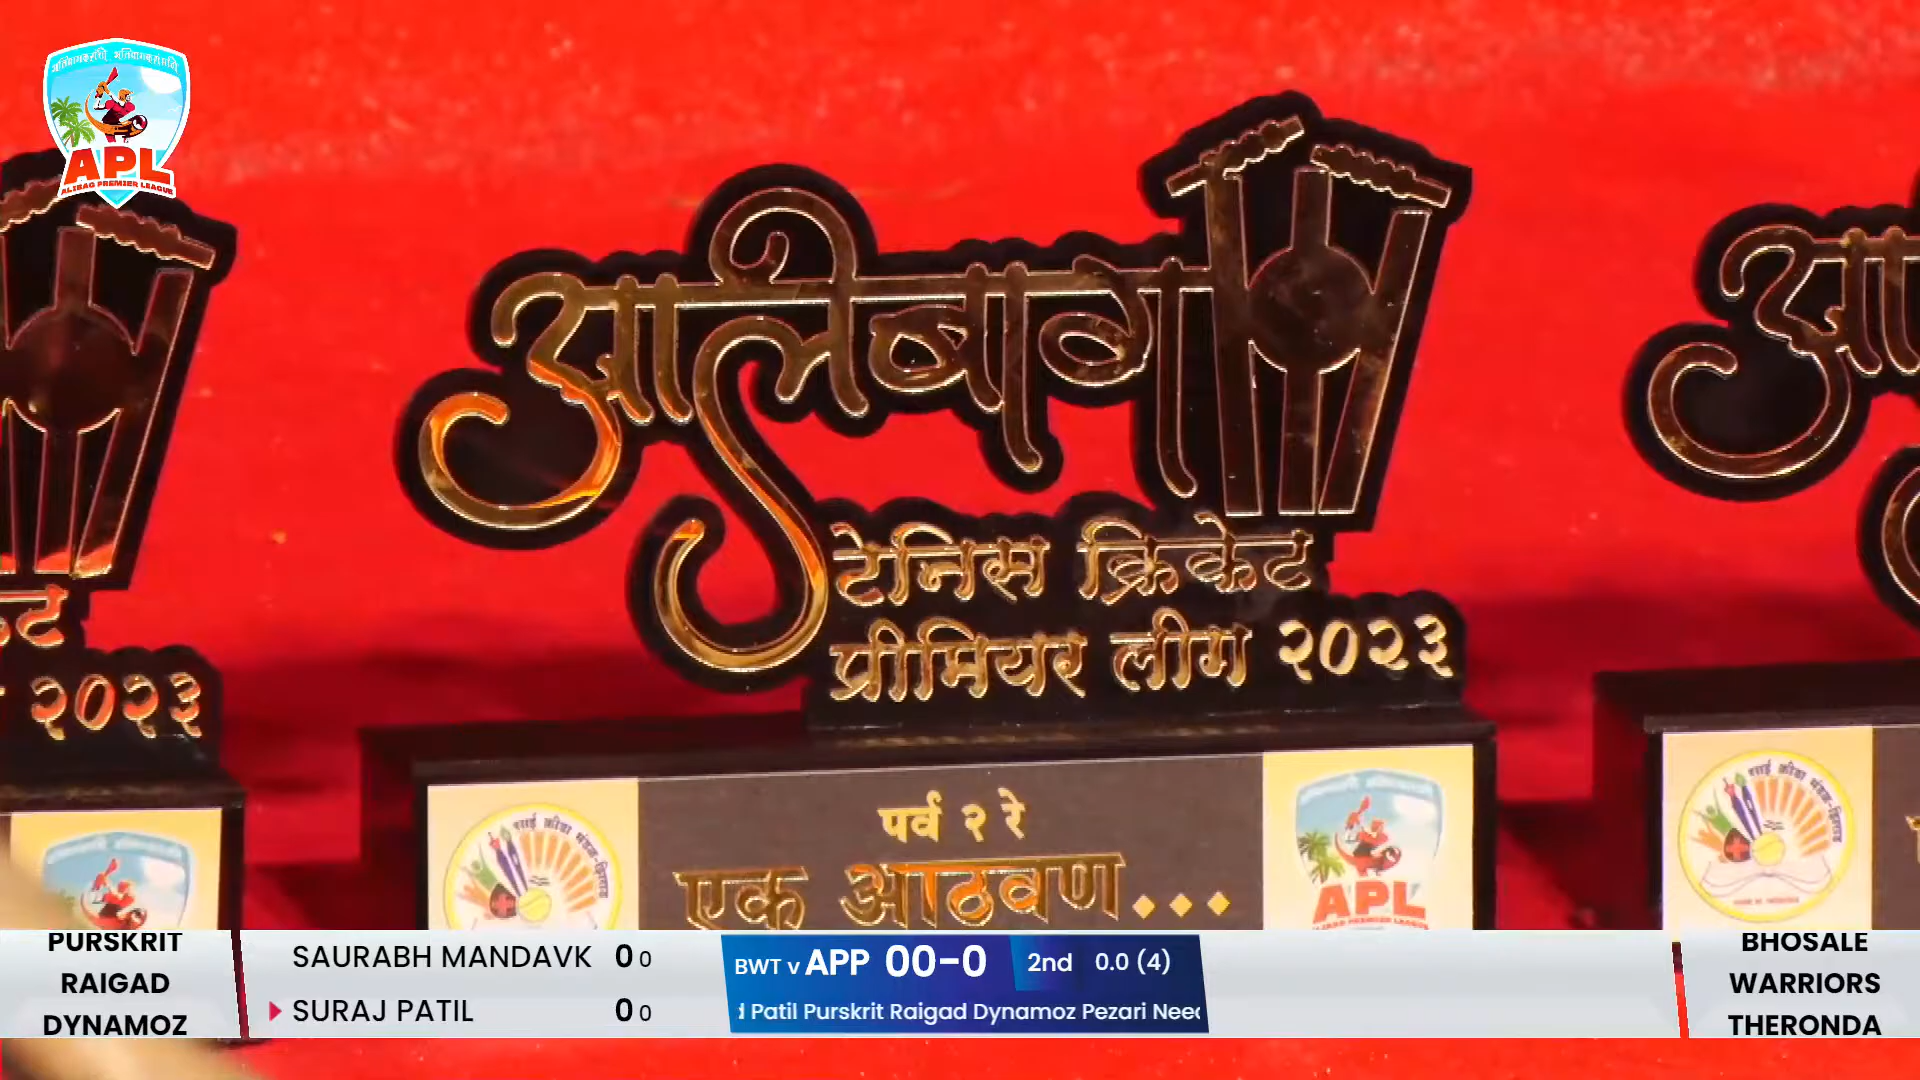 APL
ALIBAG PREMIER LEAGUE
आलिबाग
टेनिस क्रिकेट
प्रीमियर लीग २०२३
२०२३
पर्व २ रे
एक आठवण...
APL
PURSKRIT
RAIGAD
DYNAMOZ
SAURABH MANDAVK 0 0
SURAJ PATIL 0 0
BWT v APP 00-0 2nd 0.0 (4)
Patil Purskrit Raigad Dynamoz Pezari
BHOSALE
WARRIORS
THERONDA